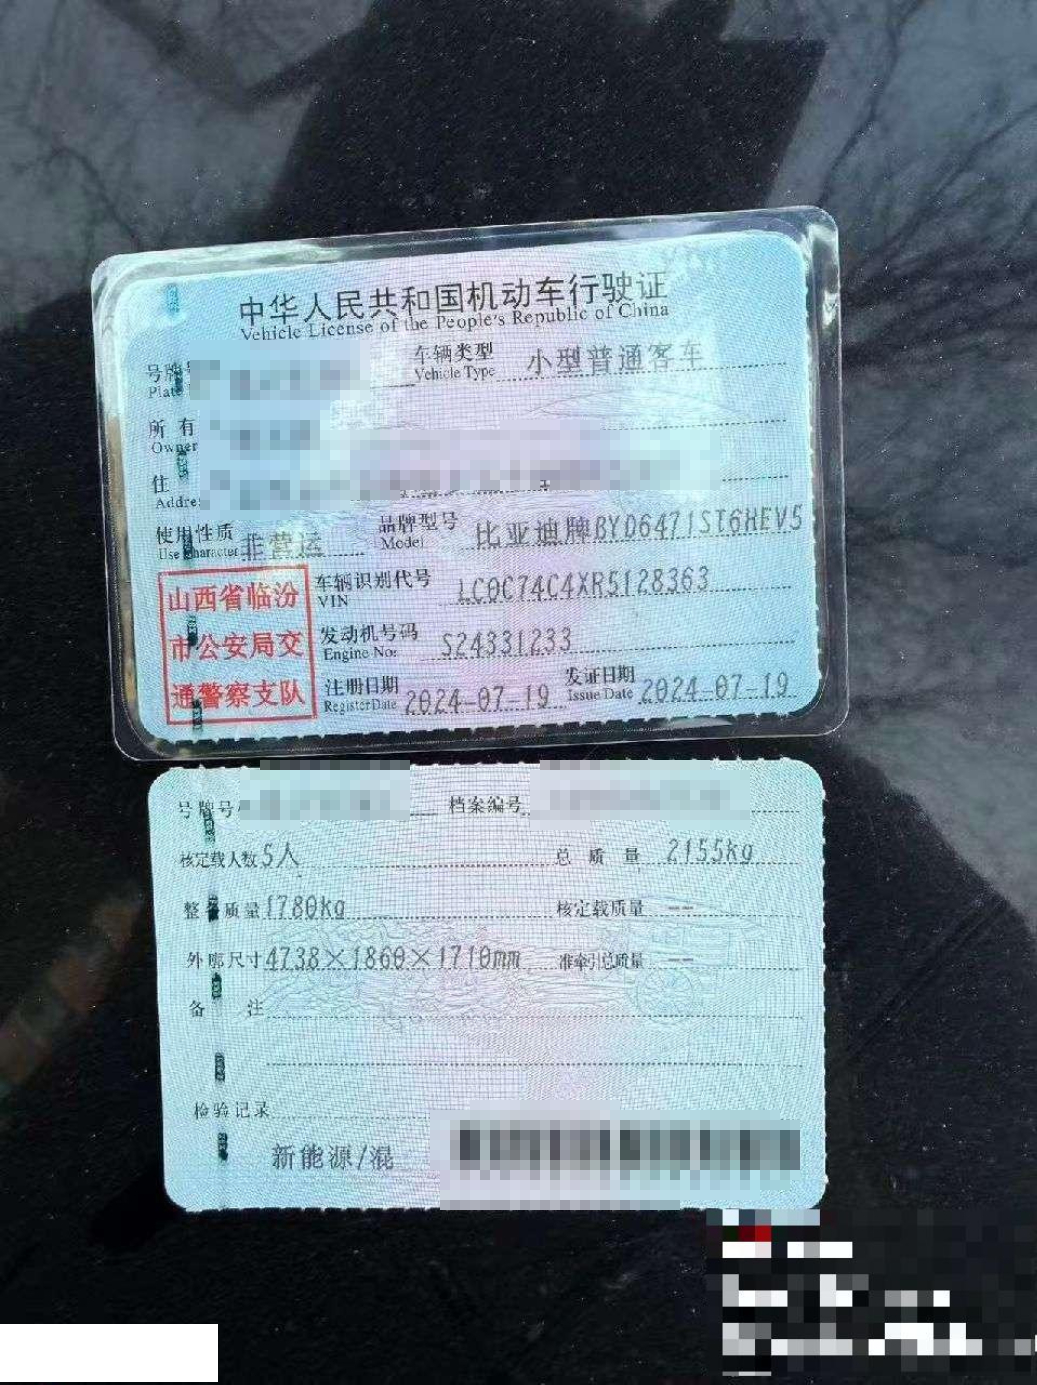 中华人民共和国机动车行驶证
Vehicle License of the People's Republic of China
号牌 车辆类型 小型普通客车
Plate Vehicle Type
所有
Owner
住
Addre
使用性质 非营运 品牌型号 比亚迪牌BYD6471ST6HEV5
Use Character Model
山西省临汾
市公安局交
通警察支队
车辆识别代号 LC0C74C4XR5128363
VIN
发动机号码 S24331233
Engine No.
注册日期 2024-07-19 发证日期 2024-07-19
Register Date Issue Date
号牌号 档案编号
核定载人数 5人 总质量 2155kg
整备质量 1780kg 核定载质量 --
外廓尺寸 4738×1860×1710mm 准牵引总质量 --
备注
检验记录
新能源/混